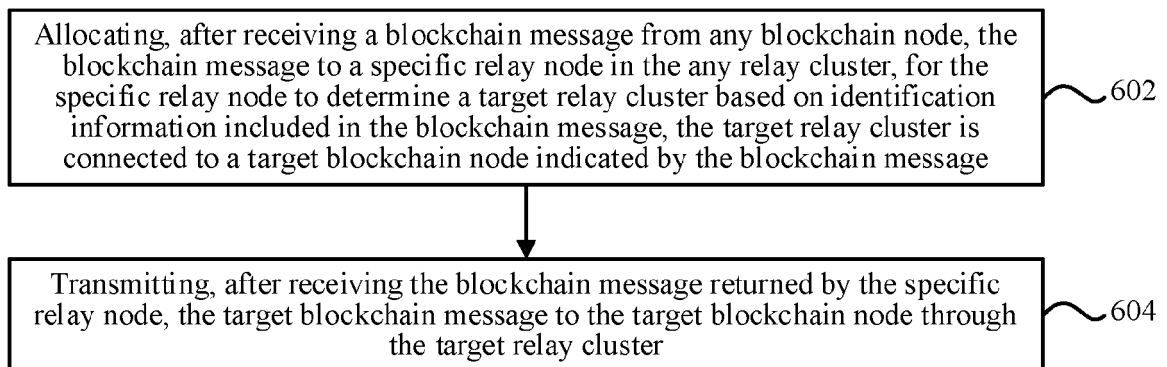 Allocating, after receiving a blockchain message from any blockchain node, the
blockchain message to a specific relay node in the any relay cluster, for the
specific relay node to determine a target relay cluster based on identification
information included in the blockchain message, the target relay cluster is
connected to a target blockchain node indicated by the blockchain message
602
Transmitting, after receiving the blockchain message returned by the specific
relay node, the target blockchain message to the target blockchain node through
the target relay cluster
604